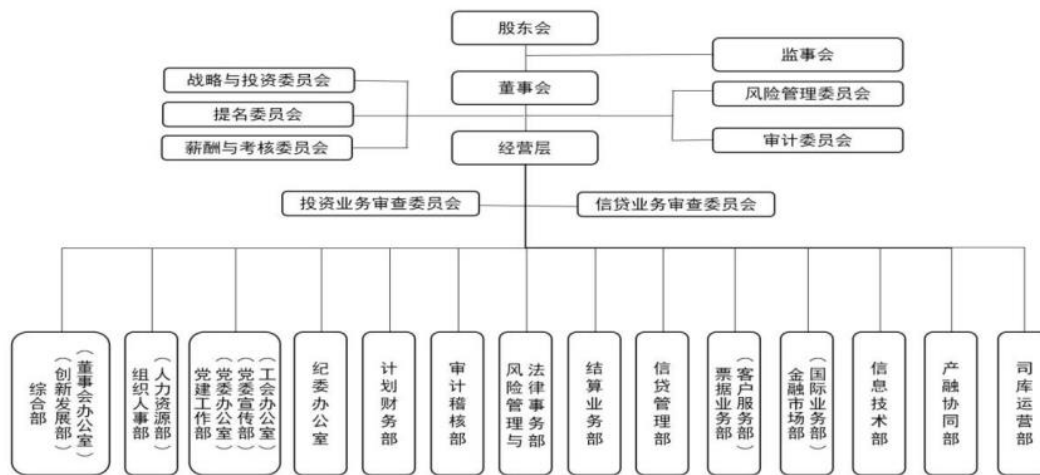 股东会
监事会
董事会
战略与投资委员会
提名委员会
薪酬与考核委员会
风险管理委员会
审计委员会
经营层
投资业务审查委员会
信贷业务审查委员会
综合部
（创新发展部）
（董事会办公室）
组织人事部
（人力资源部）
党建工作部
（党委办公室）
（党委宣传部）
（工会办公室）
纪委办公室
计划财务部
审计稽核部
风险管理与
法律事务部
结算业务部
信贷管理部
票据业务部
（客户服务部）
金融市场部
（国际业务部）
信息技术部
产融协同部
司库运营部